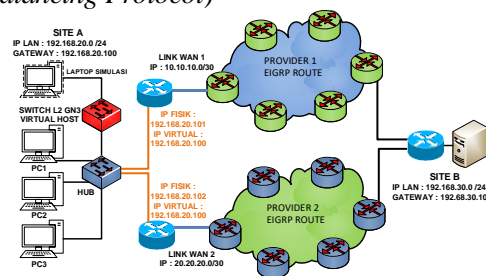 alancing Protocol)
SITE A
IP LAN : 192.168.20.0 /24
GATEWAY : 192.168.20.100
LAPTOP SIMULASI
SWITCH L2 GN3
VIRTUAL HOST
PC1
HUB
PC2
PC3
LINK WAN 1
IP : 10.10.10.0/30
IP FISIK :
192.168.20.101
IP VIRTUAL :
192.168.20.100
IP FISIK :
192.168.20.102
IP VIRTUAL :
192.168.20.100
LINK WAN 2
IP : 20.20.20.0/30
PROVIDER 1
EIGRP ROUTE
PROVIDER 2
EIGRP ROUTE
SITE B
IP LAN : 192.168.30.0 /24
GATEWAY : 192.68.30.100